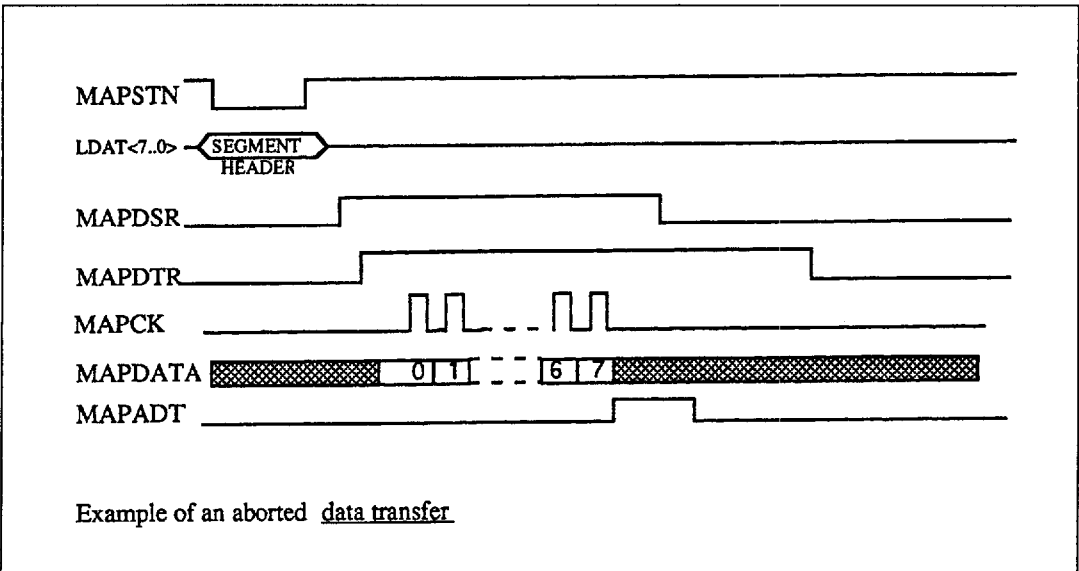 MAPSTN
LDAT<7..0> SEGMENT
HEADER
MAPDSR
MAPDTR
MAPCK
MAPDATA 0 1 6 7
MAPADT
Example of an aborted data transfer